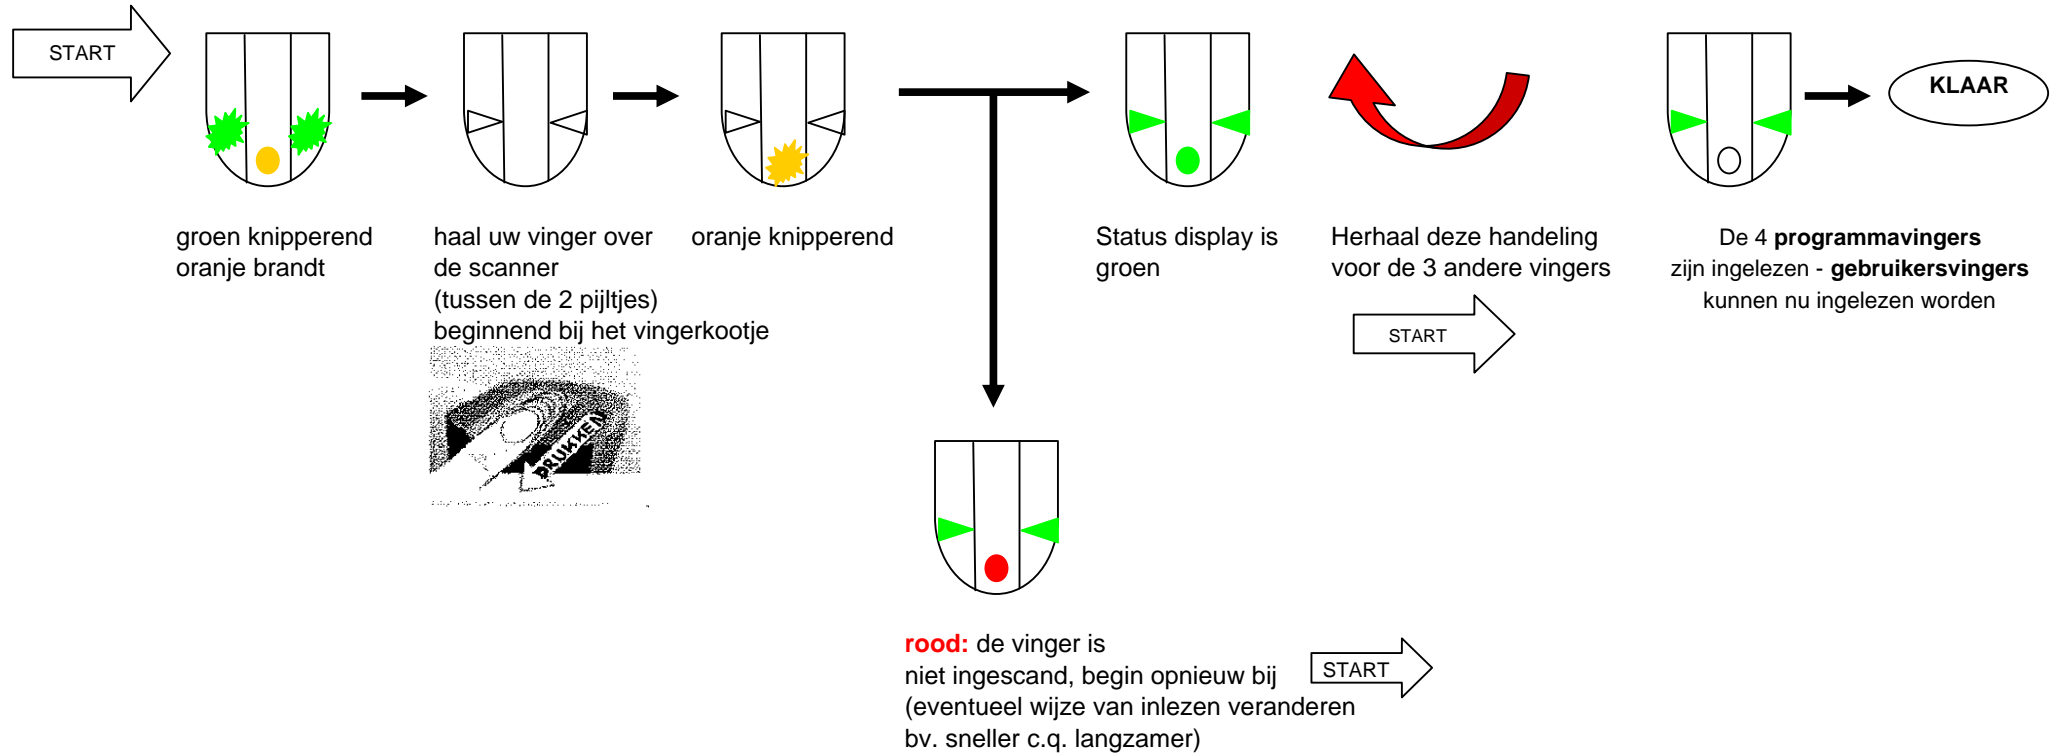 START
groen knipperend
oranje brandt
haal uw vinger over
de scanner
(tussen de 2 pijltjes)
beginnend bij het vingerkootje
DRUKKEN
oranje knipperend
Status display is
groen
Herhaal deze handeling
voor de 3 andere vingers
START
De 4 programmavingers
zijn ingelezen - gebruikersvingers
kunnen nu ingelezen worden
KLAAR
rood: de vinger is
niet ingescand, begin opnieuw bij
(eventueel wijze van inlezen veranderen
bv. sneller c.q. langzamer)
START